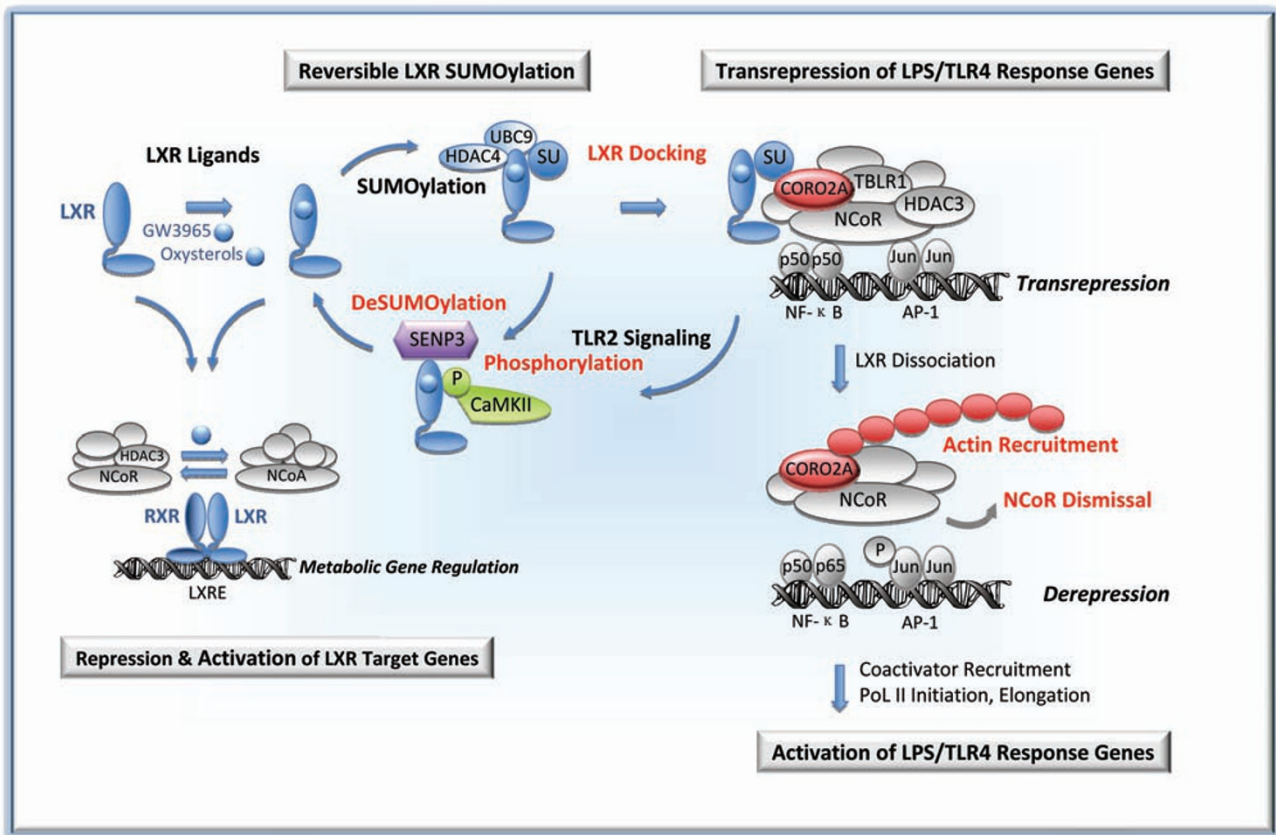 Reversible LXR SUMOylation
Transrepression of LPS/TLR4 Response Genes
LXR Ligands
LXR
GW3965
Oxysterols
SUMOylation
UBC9
HDAC4
SU
LXR Docking
SU
CORO2A
TBLR1
HDAC3
NCoR
p50 p50
Jun Jun
NF- κ B
AP-1
Transrepression
DeSUMOylation
SENP3
Phosphorylation
P
CaMKII
TLR2 Signaling
LXR Dissociation
HDAC3
NCoR
NCoA
RXR
LXR
LXRE
Metabolic Gene Regulation
Repression & Activation of LXR Target Genes
Actin Recruitment
CORO2A
NCoR
NCoR Dismissal
p50 p65
P
Jun Jun
NF- κ B
AP-1
Derepression
Coactivator Recruitment
PoL II Initiation, Elongation
Activation of LPS/TLR4 Response Genes